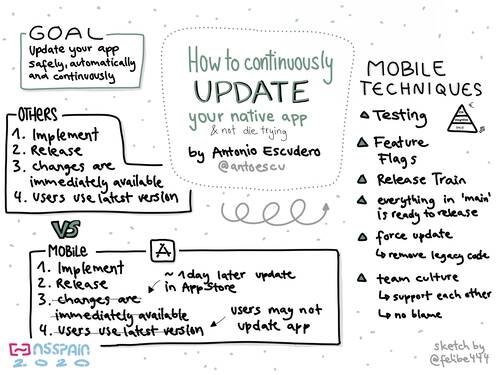 GOAL
Update your app
safely, automatically
and continuously
How to continuously
UPDATE
your native app
& not die trying
by Antonio Escudero
@antoescu
OTHERS
1. Implement
2. Release
3. changes are
immediately available
4. users use latest version
VS
MOBILE
1. Implement
2. Release
3. changes are
immediately available
4. users use latest version
~ 1 day later update
in App Store
users may not
update app
MOBILE
TECHNIQUES
Testing
Feature
Flags
Release Train
everything in 'main'
is ready to release
force update
↳ remove legacy code
team culture
↳ support each other
↳ no blame
NSSPAIN
2020
sketch by
@felibe444